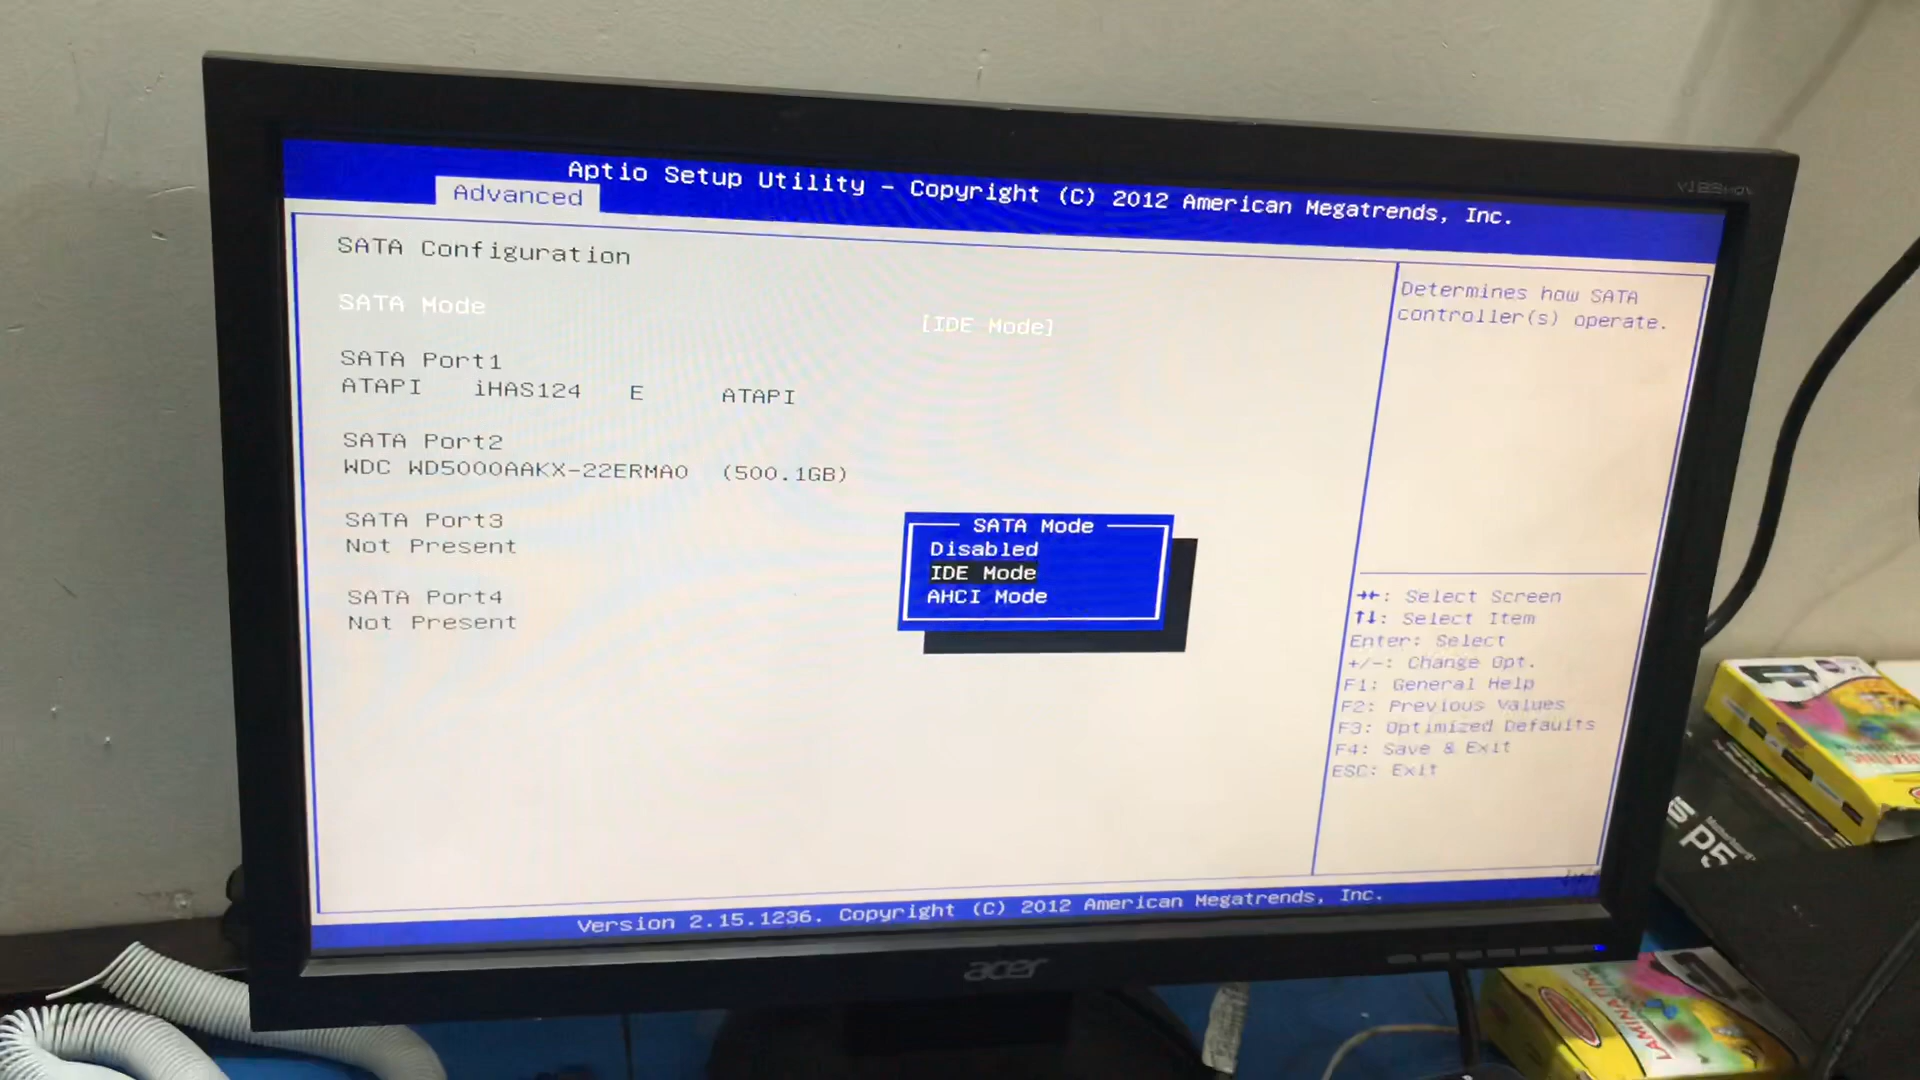 Aptio Setup Utility - Copyright (C) 2012 American Megatrends, Inc.
Advanced
SATA Configuration
SATA Mode [IDE Mode]
SATA Port1
ATAPI iHAS124 E ATAPI
SATA Port2
WDC WD5000AAKX-22ERMA0 (500.1GB)
SATA Port3
Not Present
SATA Port4
Not Present
SATA Mode
Disabled
IDE Mode
AHCI Mode
Determines how SATA
controller(s) operate.
→←: Select Screen
↑↓: Select Item
Enter: Select
+/-: Change Opt.
F1: General Help
F2: Previous Values
F3: Optimized Defaults
F4: Save & Exit
ESC: Exit
Version 2.15.1236. Copyright (C) 2012 American Megatrends, Inc.
acer
P5
LAMINATING